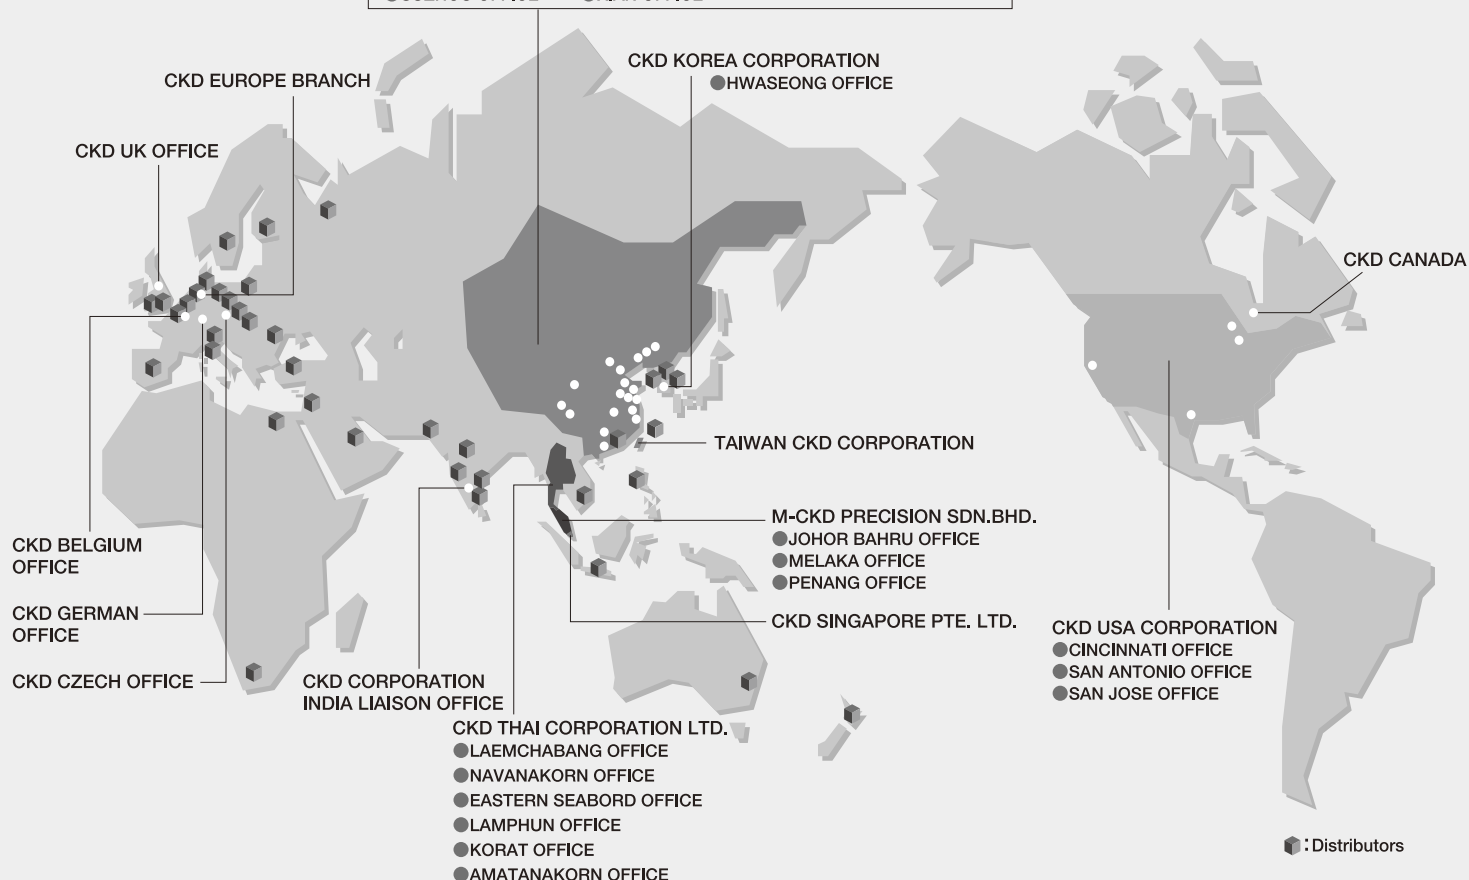 CKD KOREA CORPORATION
●HWASEONG OFFICE
CKD EUROPE BRANCH
CKD UK OFFICE
CKD CANADA
TAIWAN CKD CORPORATION
M-CKD PRECISION SDN.BHD.
●JOHOR BAHRU OFFICE
●MELAKA OFFICE
●PENANG OFFICE
CKD BELGIUM
OFFICE
CKD GERMAN
OFFICE
CKD SINGAPORE PTE. LTD.
CKD USA CORPORATION
●CINCINNATI OFFICE
●SAN ANTONIO OFFICE
●SAN JOSE OFFICE
CKD CZECH OFFICE
CKD CORPORATION
INDIA LIAISON OFFICE
CKD THAI CORPORATION LTD.
●LAEMCHABANG OFFICE
●NAVANAKORN OFFICE
●EASTERN SEABORD OFFICE
●LAMPHUN OFFICE
●KORAT OFFICE
●AMATANAKORN OFFICE
: Distributors